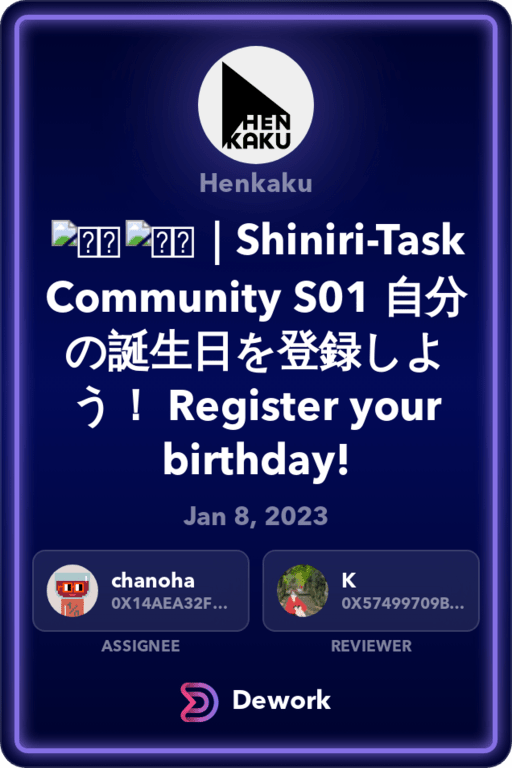 HEN
KAKU
Henkaku
｜Shiniri-Task
Community S01 自分
の誕生日を登録しよ
う！ Register your
birthday!
Jan 8, 2023
chanoha
0X14AEA32F...
K
0X57499709B...
ASSIGNEE
REVIEWER
Dework